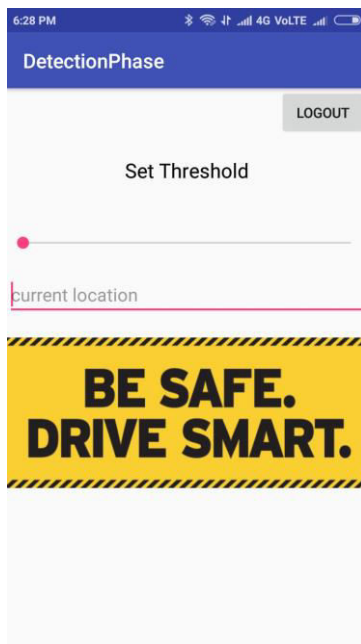 6:28 PM 4G VoLTE
DetectionPhase
LOGOUT
Set Threshold
current location
BE SAFE.
DRIVE SMART.